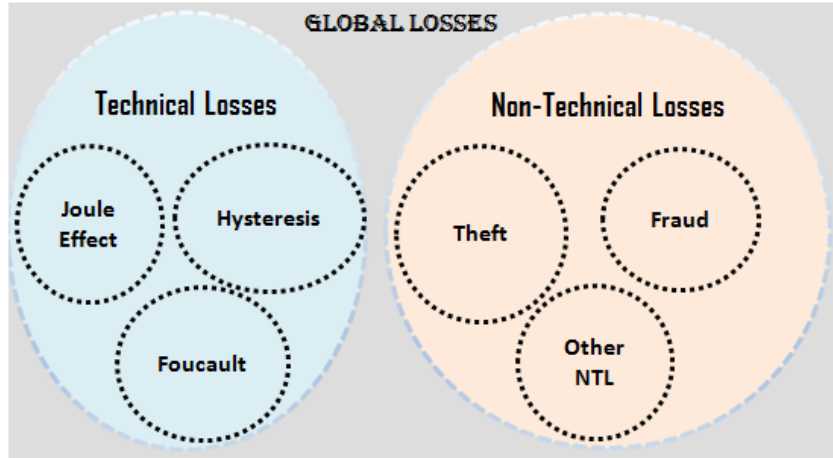 GLOBAL LOSSES
Technical Losses
Joule
Effect
Hysteresis
Foucault
Non-Technical Losses
Theft
Fraud
Other
NTL